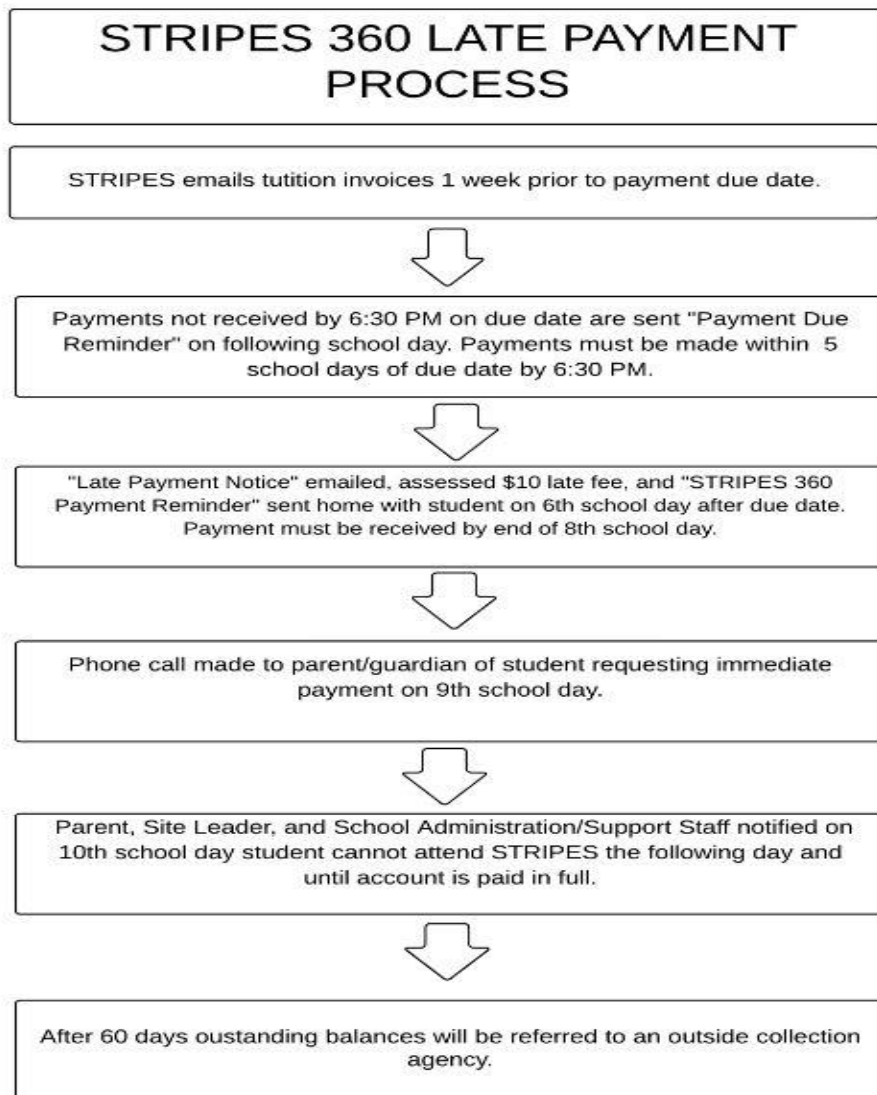 STRIPES 360 LATE PAYMENT
PROCESS
STRIPES emails tutition invoices 1 week prior to payment due date.
Payments not received by 6:30 PM on due date are sent "Payment Due
Reminder" on following school day. Payments must be made within 5
school days of due date by 6:30 PM.
"Late Payment Notice" emailed, assessed $10 late fee, and "STRIPES 360
Payment Reminder" sent home with student on 6th school day after due date.
Payment must be received by end of 8th school day.
Phone call made to parent/guardian of student requesting immediate
payment on 9th school day.
Parent, Site Leader, and School Administration/Support Staff notified on
10th school day student cannot attend STRIPES the following day and
until account is paid in full.
After 60 days oustanding balances will be referred to an outside collection
agency.